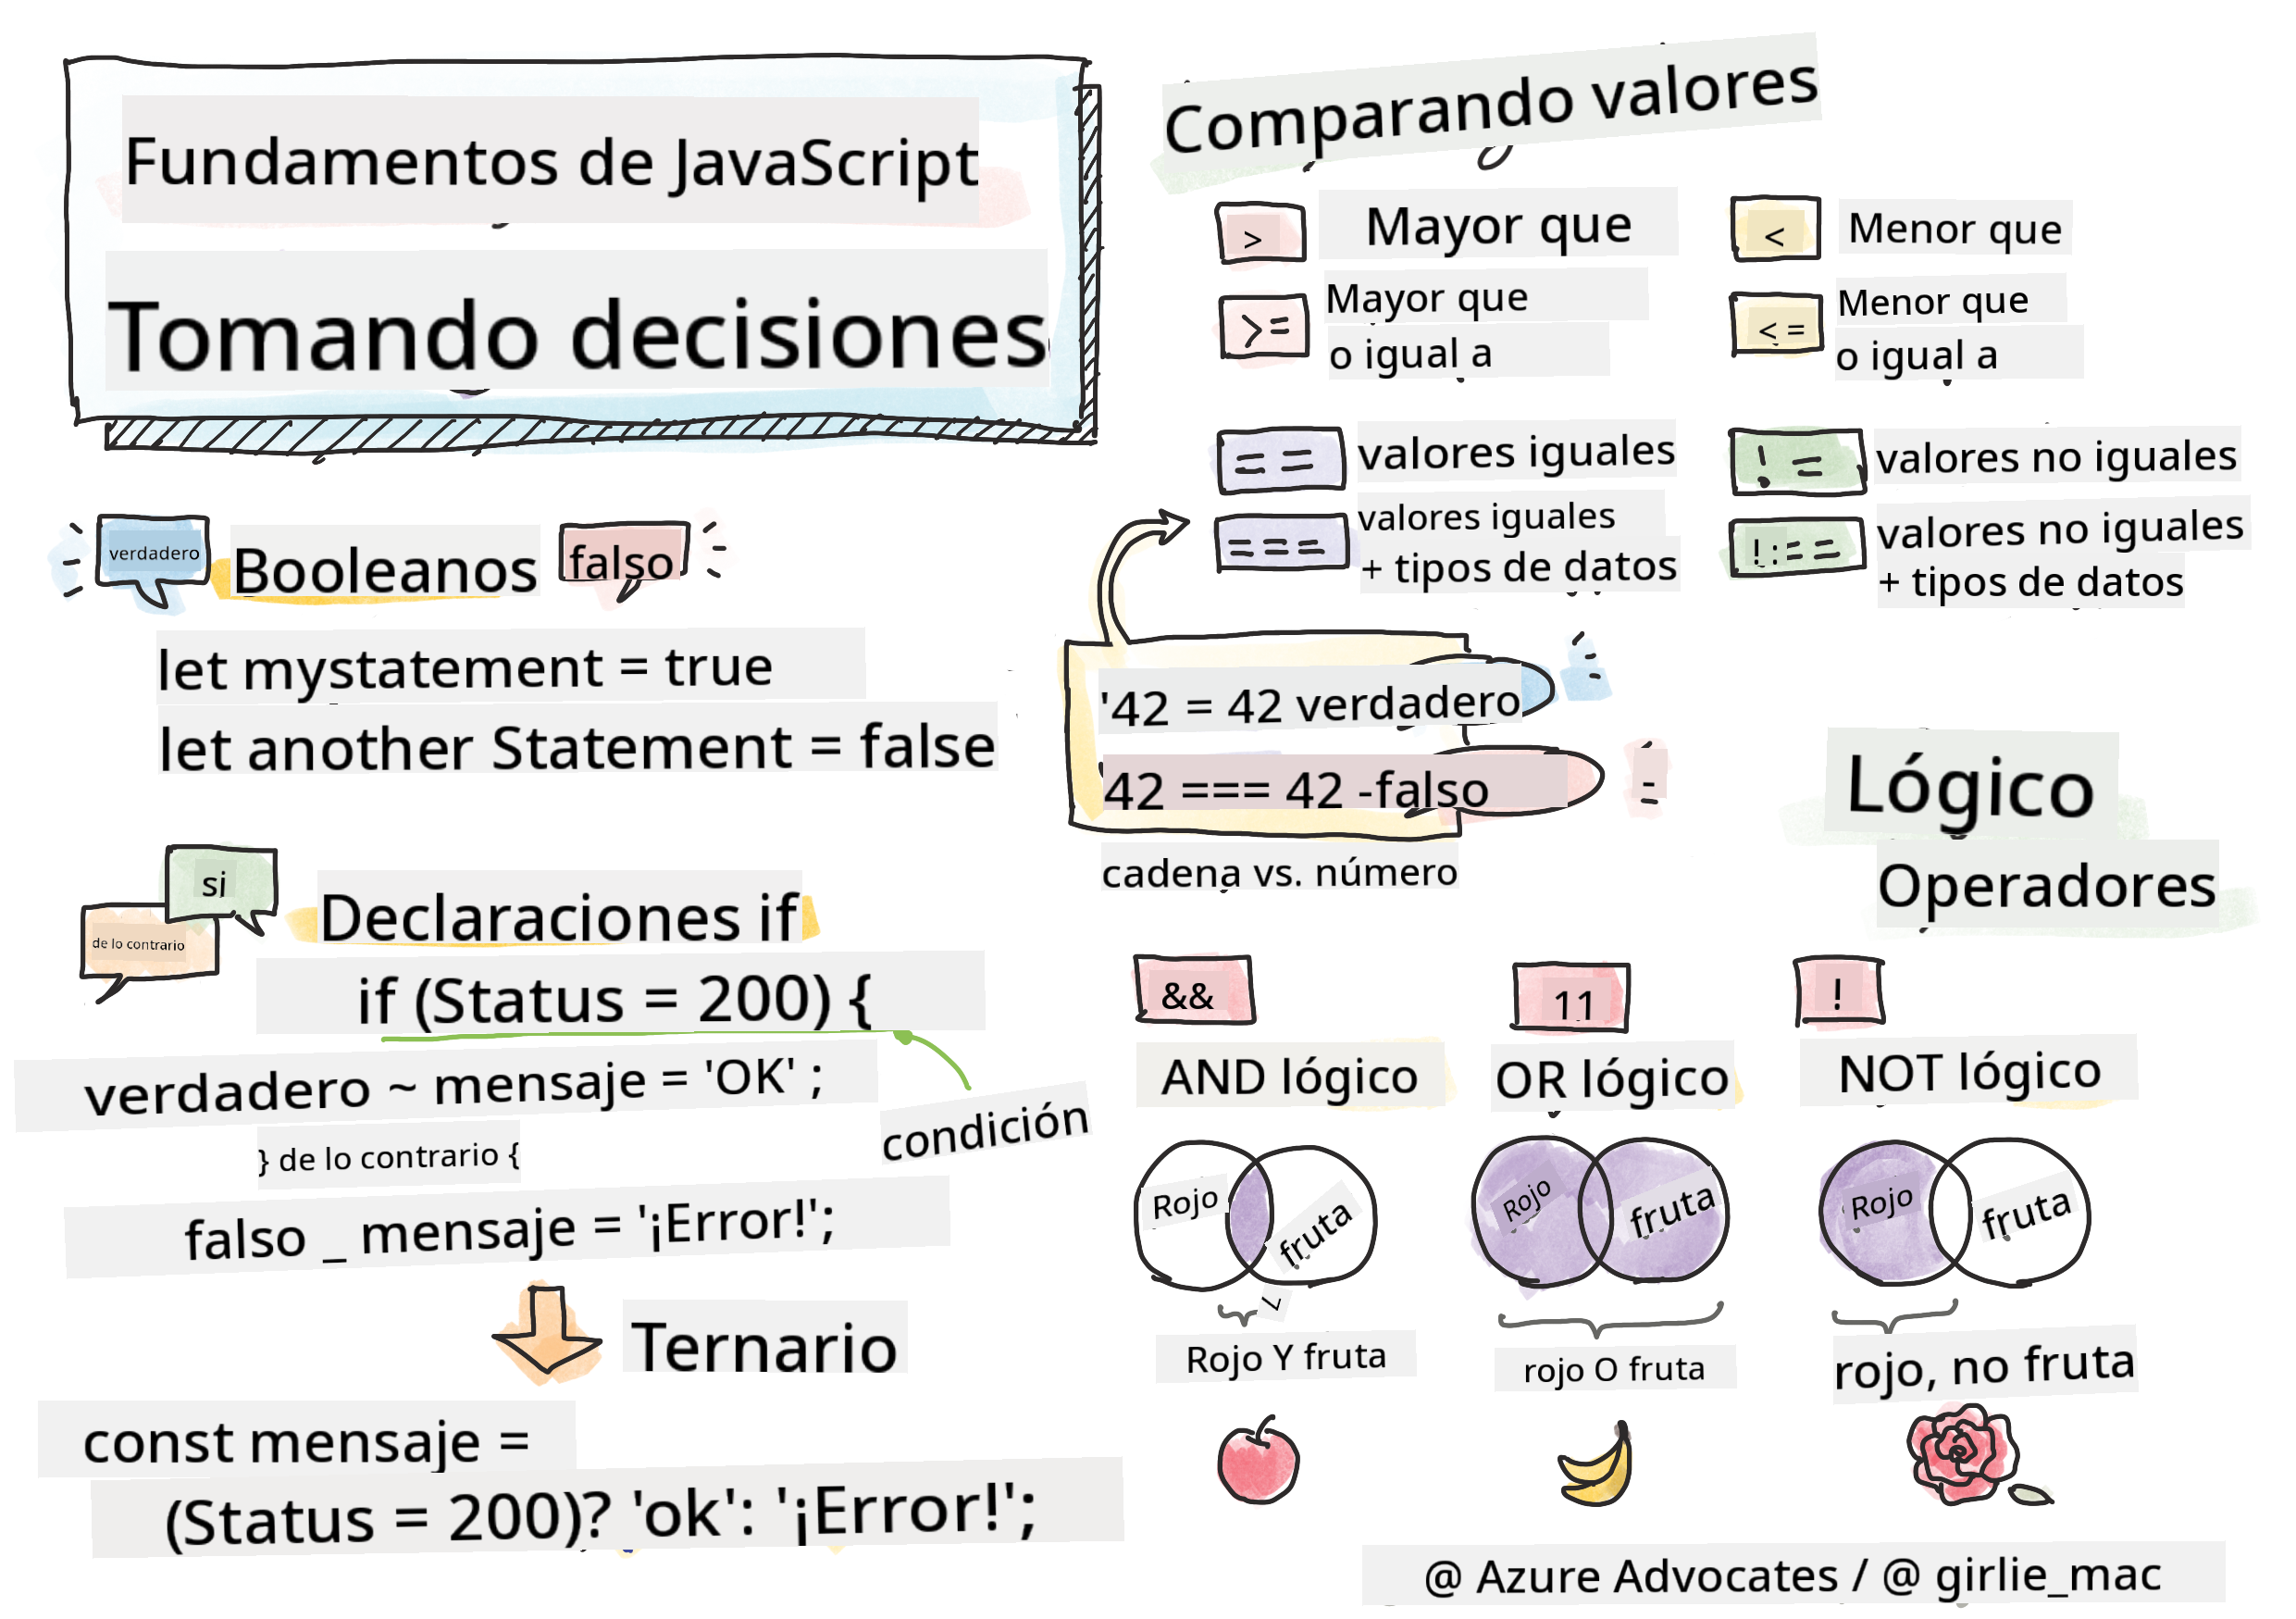 Fundamentos de JavaScript
Tomando decisiones
verdadero
Booleanos
falso
let mystatement = true
let another Statement = false
si
de lo contrario
Declaraciones if
if (Status = 200) {
verdadero ~ mensaje = 'OK' ;
condición
} de lo contrario {
falso _ mensaje = '¡Error!';
Ternario
const mensaje =
(Status = 200)? 'ok': '¡Error!';
Comparando valores
> Mayor que
< Menor que
>= Mayor que
o igual a
<= Menor que
o igual a
== valores iguales
!= valores no iguales
=== valores iguales
+ tipos de datos
!:== valores no iguales
+ tipos de datos
'42 = 42 verdadero
42 === 42 -falso
-
cadena vs. número
Lógico
Operadores
&&
AND lógico
Rojo
fruta
Rojo Y fruta
11
OR lógico
Rojo
fruta
rojo O fruta
!
NOT lógico
Rojo
fruta
rojo, no fruta
@ Azure Advocates / @ girlie_mac